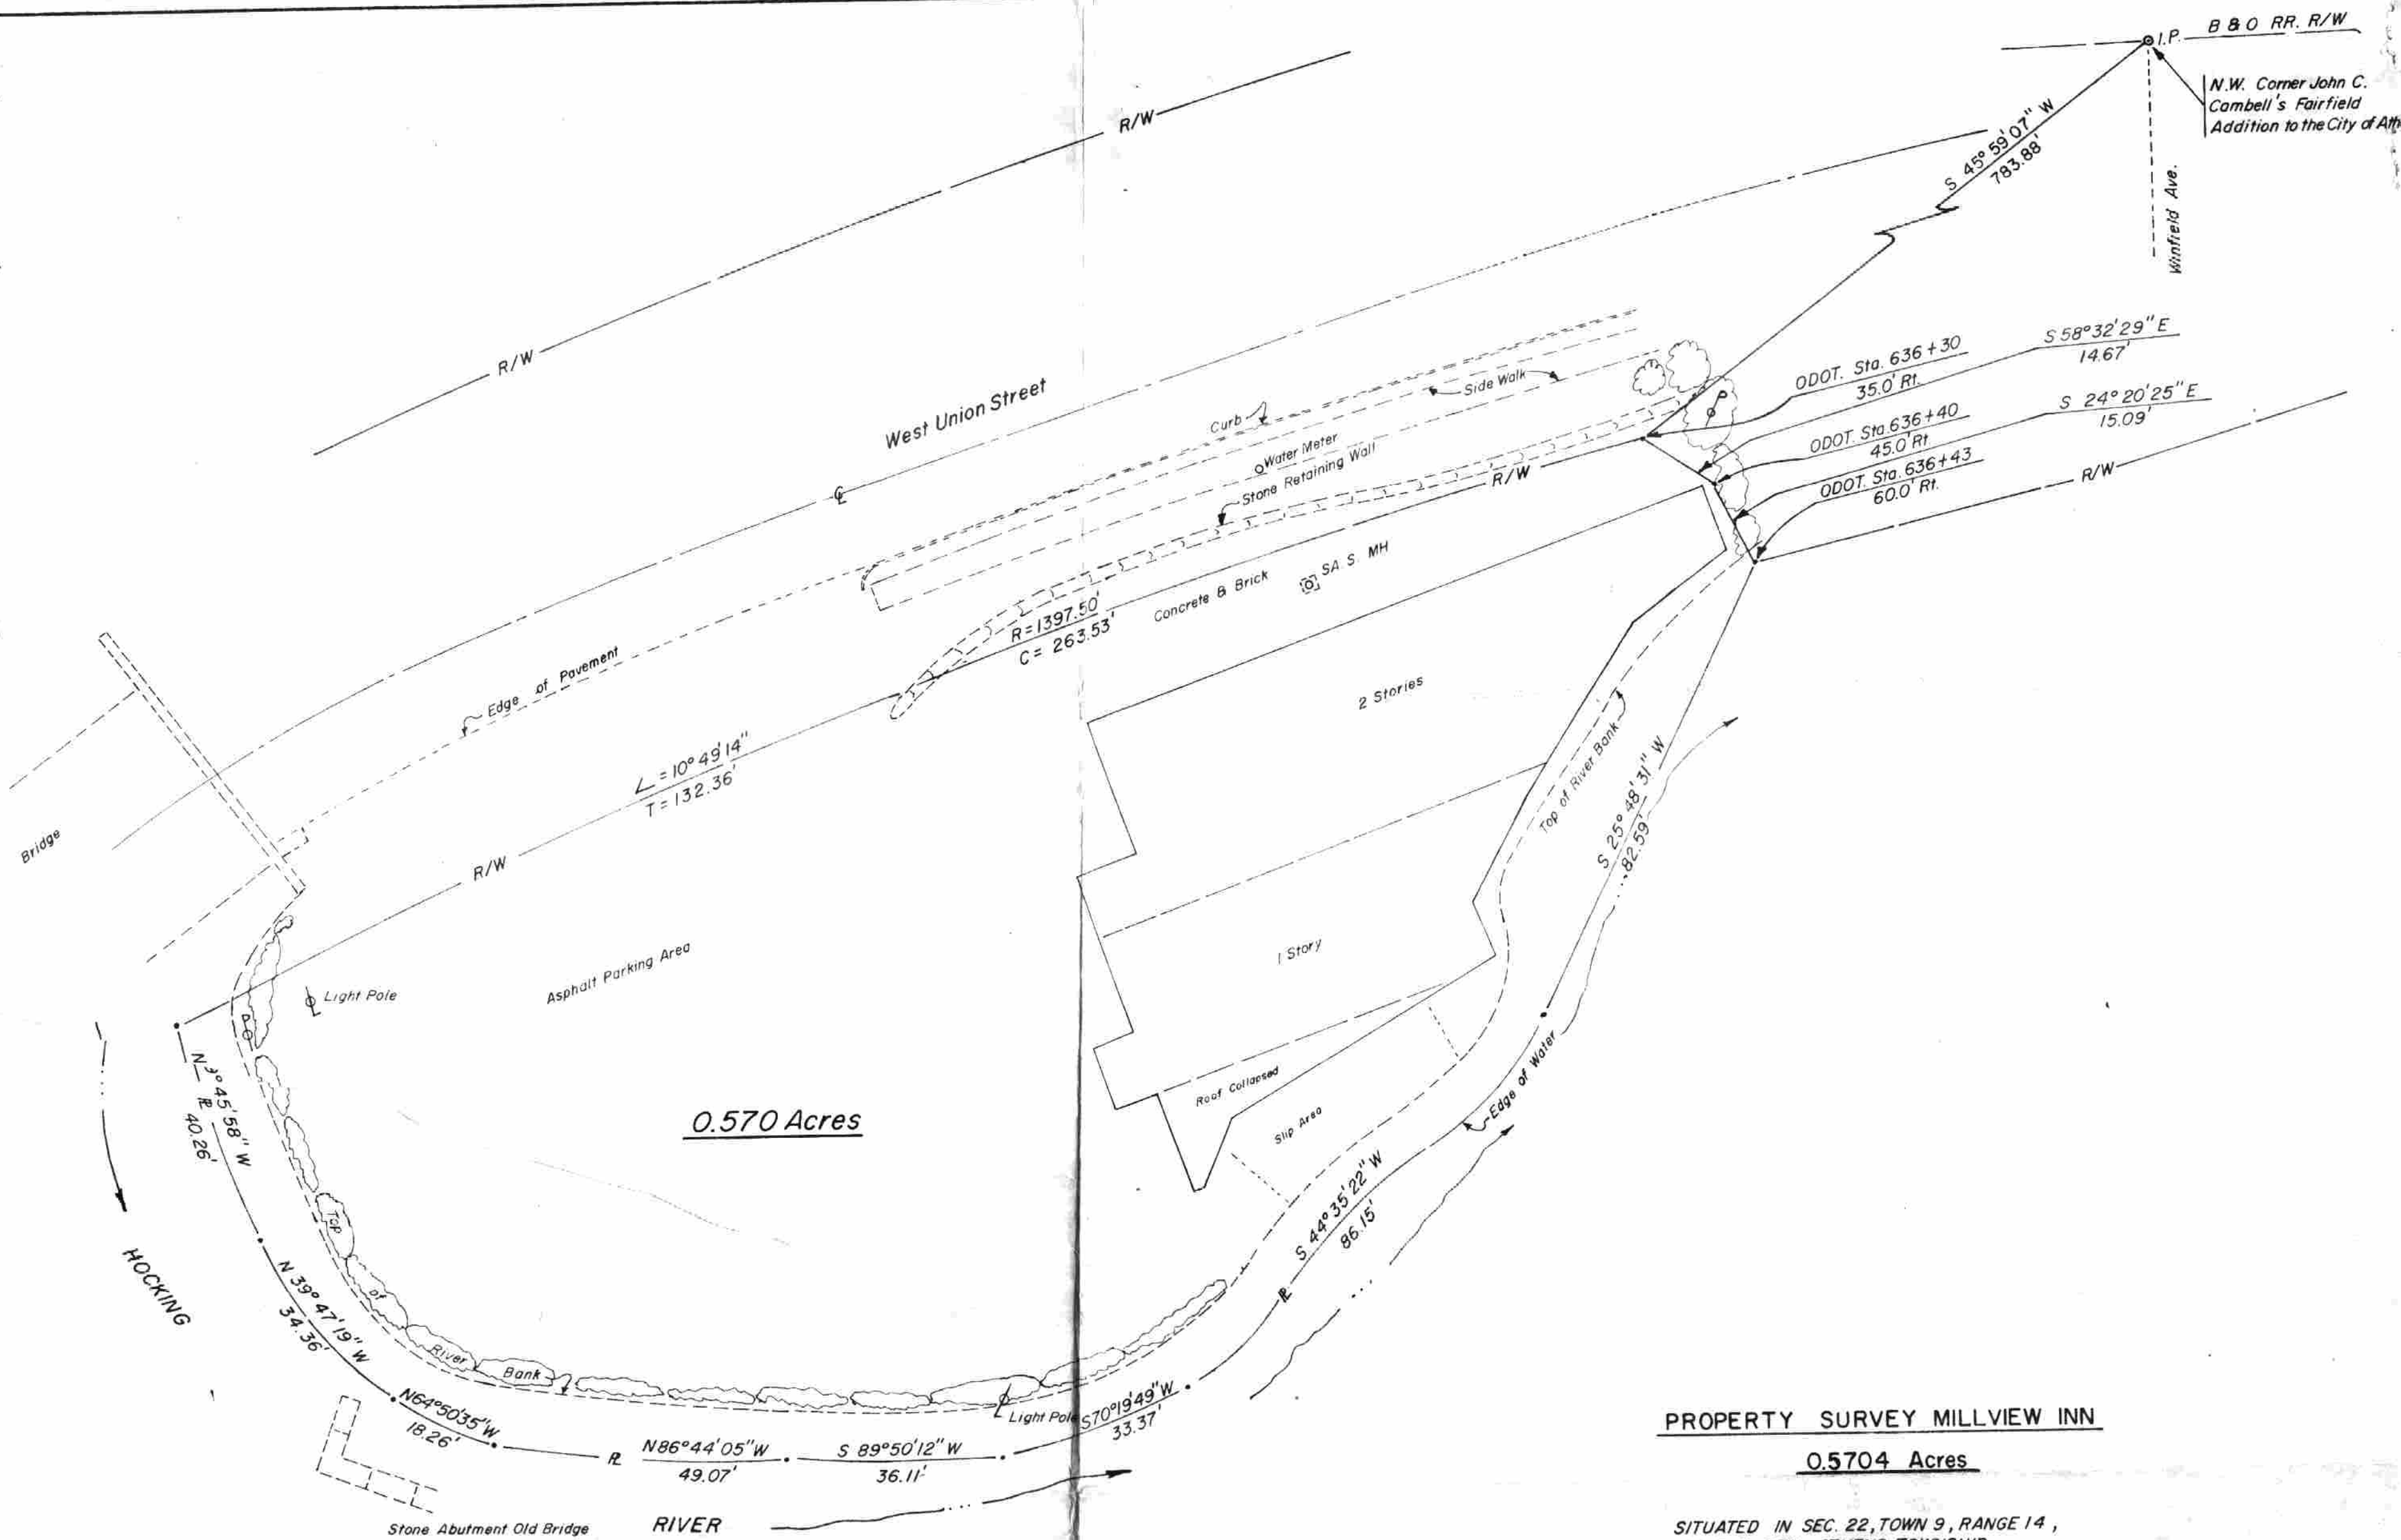 B & O RR. R/W
I.P.
N.W. Corner John C.
Cambell's Fairfield
Addition to the City of Ath
S 45° 59' 07" W
783.88'
Winfield Ave.
R/W
R/W
West Union Street
℄
Curb
Side Walk
Water Meter
Stone Retaining Wall
R/W
ODOT. Sta. 636+30
35.0' Rt.
S 58°32'29" E
14.67'
ODOT. Sta. 636+40
45.0' Rt.
S 24°20'25" E
15.09'
ODOT. Sta. 636+43
60.0' Rt.
R/W
R=1397.50'
C= 263.53'
Concrete & Brick
SA. S. MH
2 Stories
Edge of Pavement
∠=10°49'14"
T=132.36'
Bridge
R/W
Top of River Bank
S 25° 48' 31" W
82.59'
Asphalt Parking Area
Light Pole
1 Story
Roof Collapsed
Slip Area
Edge of Water
0.570 Acres
45'58" W
PL
40.26'
HOCKING
S 44°35'22" W
86.15'
PL
N 39° 47' 19" W
34.36'
Top of River Bank
N64°50'35"W
18.26'
Light Pole
S70°19'49"W
33.37'
PL
N86°44'05"W
49.07'
S 89°50'12"W
36.11'
Stone Abutment Old Bridge
RIVER
PROPERTY SURVEY MILLVIEW INN
0.5704 Acres
SITUATED IN SEC. 22, TOWN 9, RANGE 14,